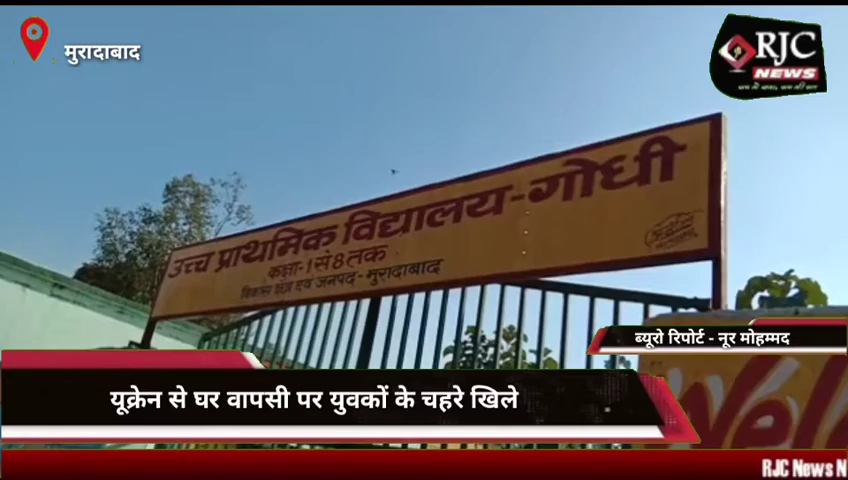 मुरादाबाद
RJC
NEWS
उच्च प्राथमिक विद्यालय-गोधी
कक्षा-1 सं 8 तक
विकास क्षेत्र जनपद-मुरादाबाद
ब्यूरो रिपोर्ट - नूर मोहम्मद
यूक्रेन से घर वापसी पर युवकों के चहरे खिले
Wel
RJC News N